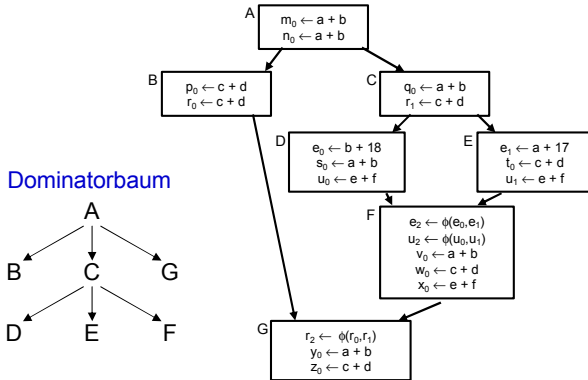 A
m₀ ← a + b
n₀ ← a + b
B
p₀ ← c + d
r₀ ← c + d
C
q₀ ← a + b
r₁ ← c + d
D
e₀ ← b + 18
s₀ ← a + b
u₀ ← e + f
E
e₁ ← a + 17
t₀ ← c + d
u₁ ← e + f
F
e₂ ← ϕ(e₀,e₁)
u₂ ← ϕ(u₀,u₁)
v₀ ← a + b
w₀ ← c + d
x₀ ← e + f
G
r₂ ← ϕ(r₀,r₁)
y₀ ← a + b
z₀ ← c + d
Dominatorbaum
A
B C G
D E F